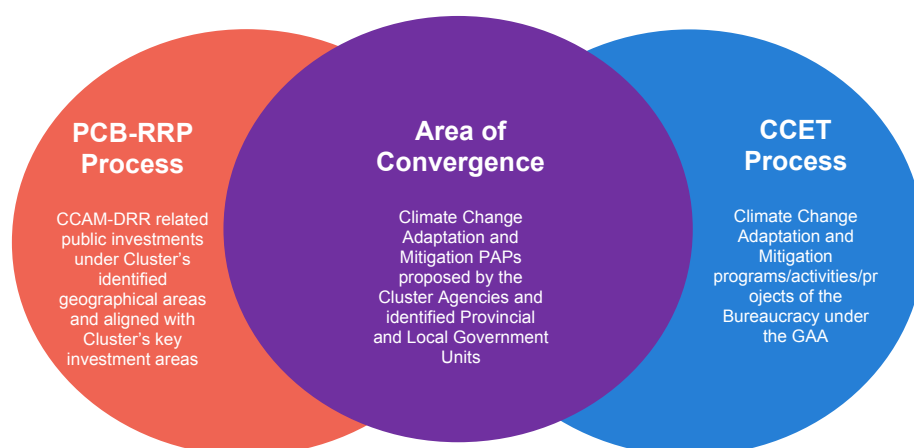 PCB-RRP
Process
CCAM-DRR related
public investments
under Cluster's
identified
geographical areas
and aligned with
Cluster's key
investment areas
Area of
Convergence
Climate Change
Adaptation and
Mitigation PAPs
proposed by the
Cluster Agencies and
identified Provincial
and Local Government
Units
CCET
Process
Climate Change
Adaptation and
Mitigation
programs/activities/pr
ojects of the
Bureaucracy under
the GAA